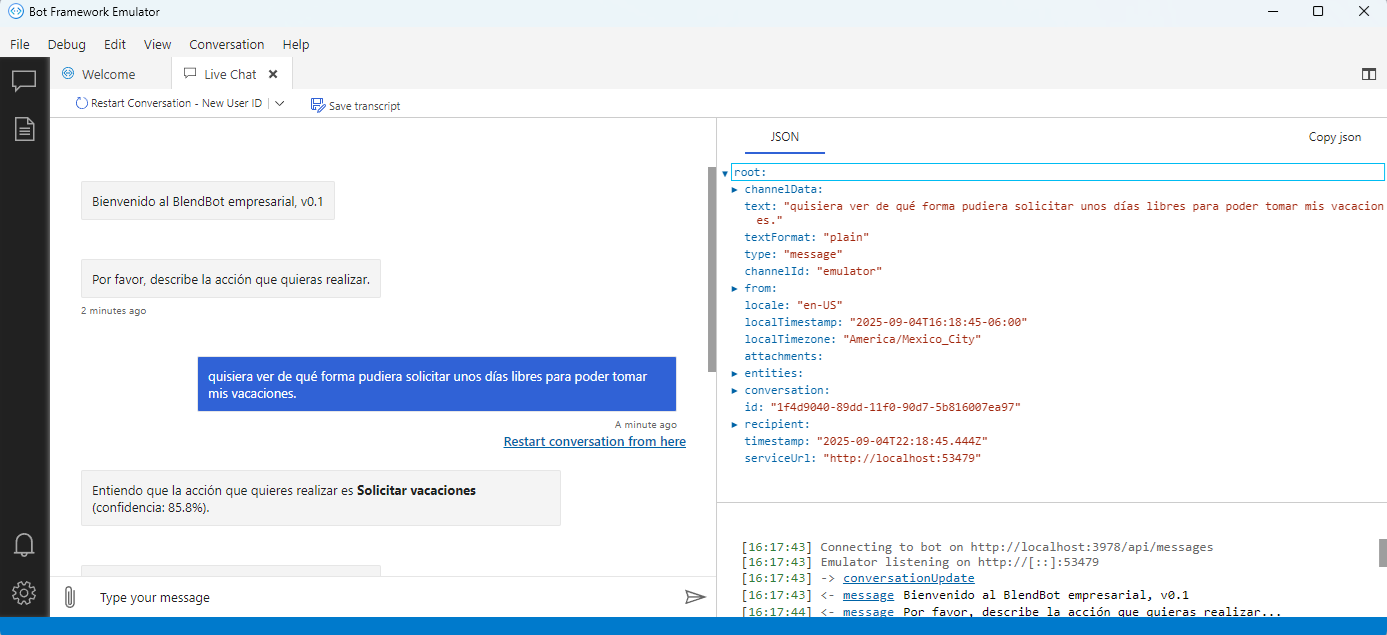 Bot Framework Emulator
File Debug Edit View Conversation Help
Welcome
Live Chat
Restart Conversation - New User ID
Save transcript
Bienvenido al BlendBot empresarial, v0.1
Por favor, describe la acción que quieras realizar.
2 minutes ago
quisiera ver de qué forma pudiera solicitar unos días libres para poder tomar
mis vacaciones.
A minute ago
Restart conversation from here
Entiendo que la acción que quieres realizar es Solicitar vacaciones
(confidencia: 85.8%).
Type your message
JSON
Copy json
root:
channelData:
text: "quisiera ver de qué forma pudiera solicitar unos días libres para poder tomar mis vacacion
es."
textFormat: "plain"
type: "message"
channelId: "emulator"
from:
locale: "en-US"
localTimestamp: "2025-09-04T16:18:45-06:00"
localTimezone: "America/Mexico_City"
attachments:
entities:
conversation:
id: "1f4d9040-89dd-11f0-90d7-5b816007ea97"
recipient:
timestamp: "2025-09-04T22:18:45.444Z"
serviceUrl: "http://localhost:53479"
[16:17:43] Connecting to bot on http://localhost:3978/api/messages
[16:17:43] Emulator listening on http://[::]:53479
[16:17:43] -> conversationUpdate
[16:17:43] <- message Bienvenido al BlendBot empresarial, v0.1
[16:17:44] <- message Por favor, describe la acción que quieras realizar...